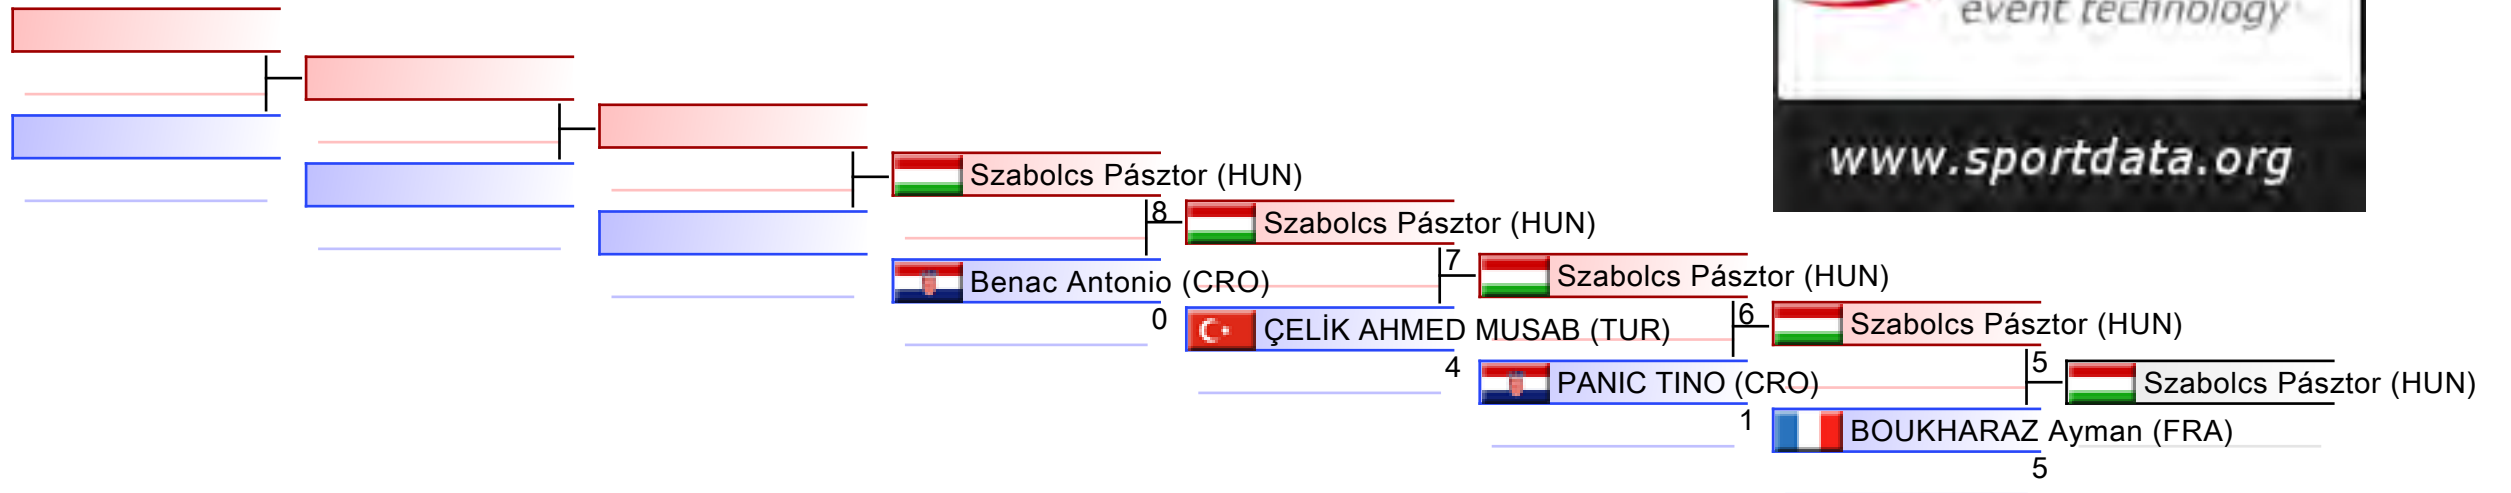 event technology
www.sportdata.org
Szabolcs Pásztor (HUN)
8
Szabolcs Pásztor (HUN)
Benac Antonio (CRO)
0
7
Szabolcs Pásztor (HUN)
ÇELİK AHMED MUSAB (TUR)
4
6
Szabolcs Pásztor (HUN)
PANIC TINO (CRO)
1
5
Szabolcs Pásztor (HUN)
BOUKHARAZ Ayman (FRA)
5